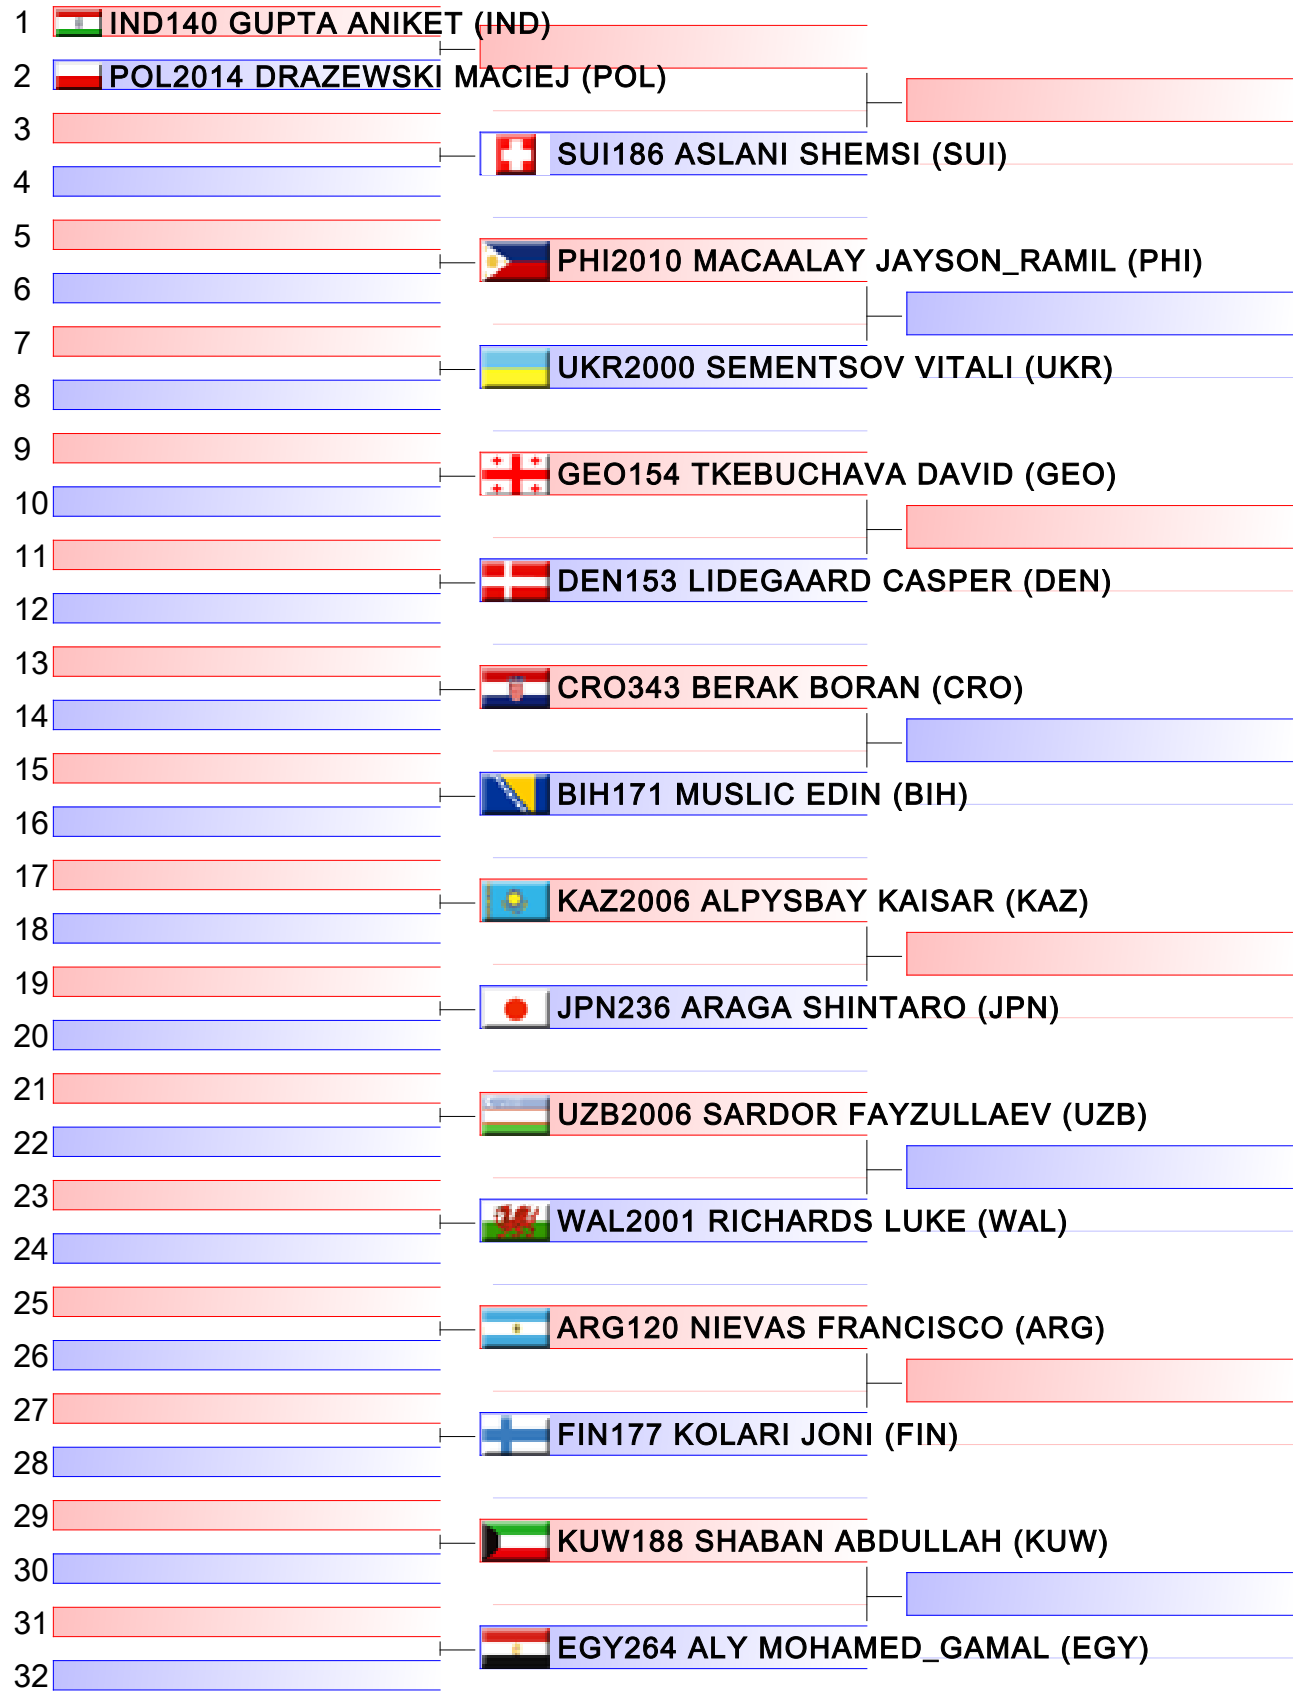 1 IND140 GUPTA ANIKET (IND)
2 POL2014 DRAZEWSKI MACIEJ (POL)
3
SUI186 ASLANI SHEMSI (SUI)
4
5
PHI2010 MACAALAY JAYSON_RAMIL (PHI)
6
7
UKR2000 SEMENTSOV VITALI (UKR)
8
9
GEO154 TKEBUCHAVA DAVID (GEO)
10
11
DEN153 LIDEGAARD CASPER (DEN)
12
13
CRO343 BERAK BORAN (CRO)
14
15
BIH171 MUSLIC EDIN (BIH)
16
17
KAZ2006 ALPYSBAY KAISAR (KAZ)
18
19
JPN236 ARAGA SHINTARO (JPN)
20
21
UZB2006 SARDOR FAYZULLAEV (UZB)
22
23
WAL2001 RICHARDS LUKE (WAL)
24
25
ARG120 NIEVAS FRANCISCO (ARG)
26
27
FIN177 KOLARI JONI (FIN)
28
29
KUW188 SHABAN ABDULLAH (KUW)
30
31
EGY264 ALY MOHAMED_GAMAL (EGY)
32